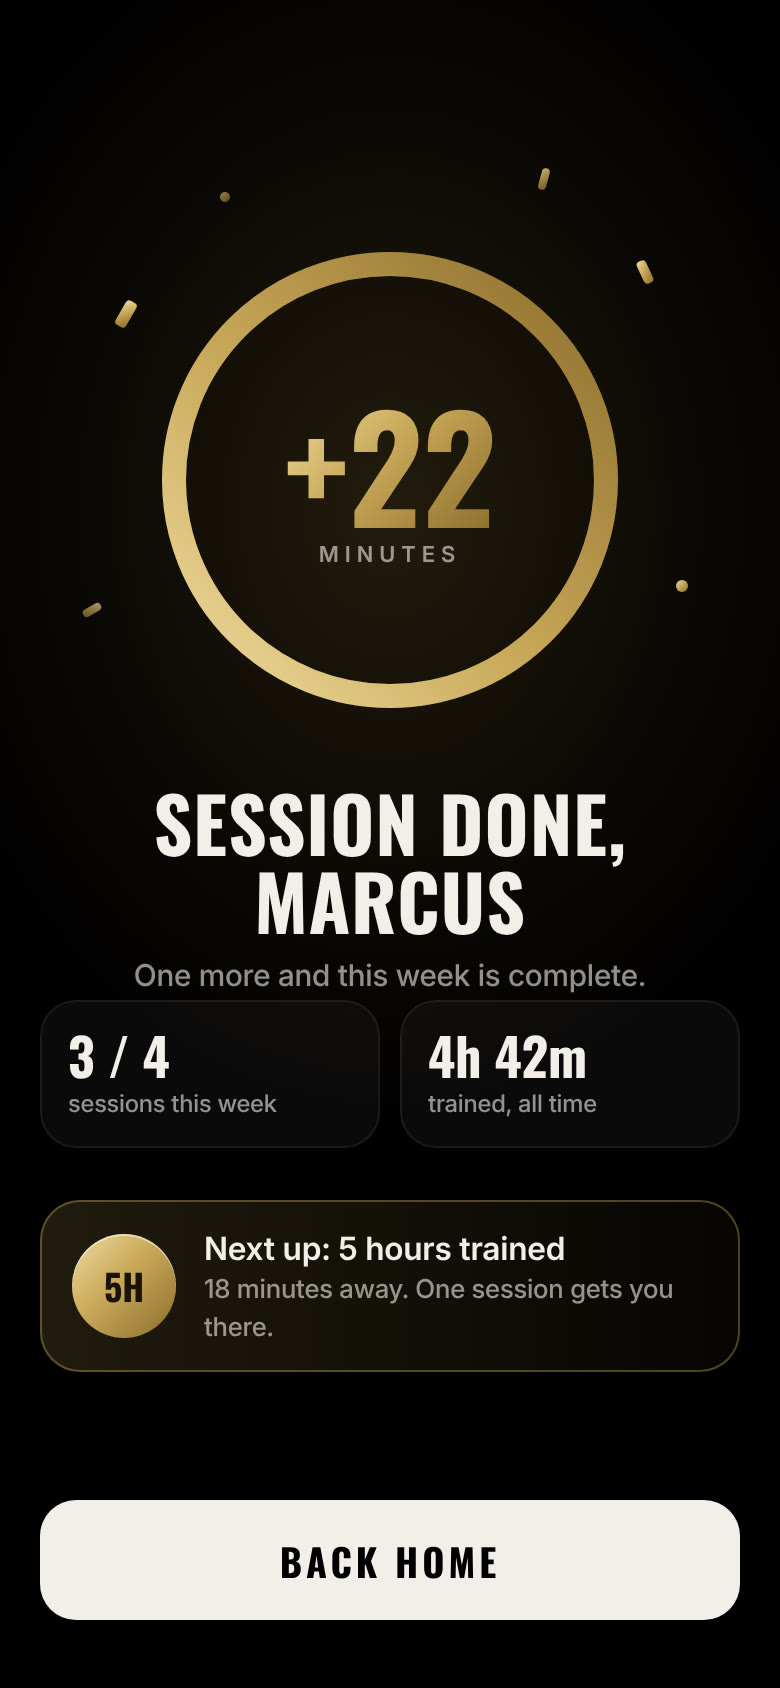 +22
MINUTES
SESSION DONE,
MARCUS
One more and this week is complete.
3 / 4
sessions this week
4h 42m
trained, all time
5H
Next up: 5 hours trained
18 minutes away. One session gets you
there.
BACK HOME